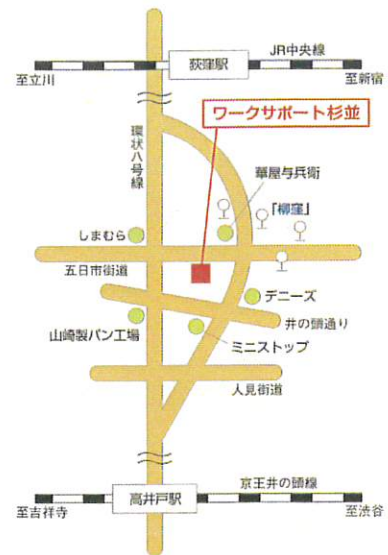 JR中央線
荻窪駅
至立川
至新宿
ワークサポート杉並
環状八号線
華屋与兵衛
「柳窪」
しまむら
五日市街道
デニーズ
井の頭通り
山崎製パン工場
ミニストップ
人見街道
京王井の頭線
高井戸駅
至吉祥寺
至渋谷